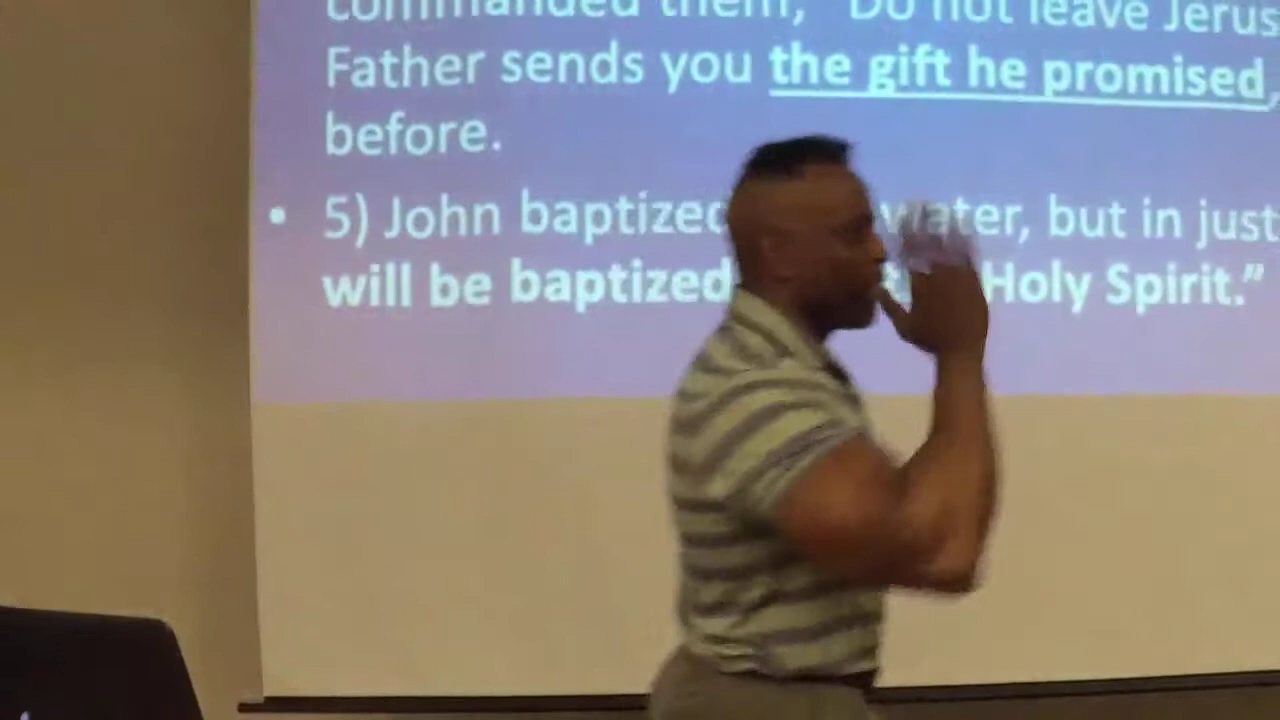 commanded them, "Do not leave Jerus
Father sends you the gift he promised,
before.
• 5) John baptized water, but in just
will be baptized Holy Spirit."